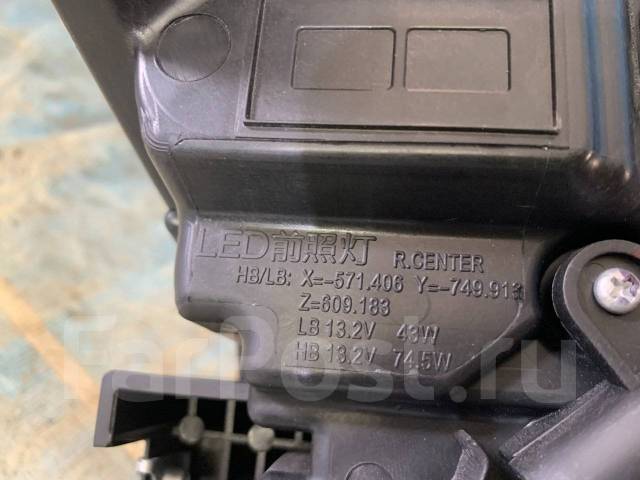 LED前照灯 R.CENTER
HB/LB: X=-571.406 Y=-749.913
Z=609.183
LB 13.2V 43W
HB 13.2V 74.5W
FarPost.ru